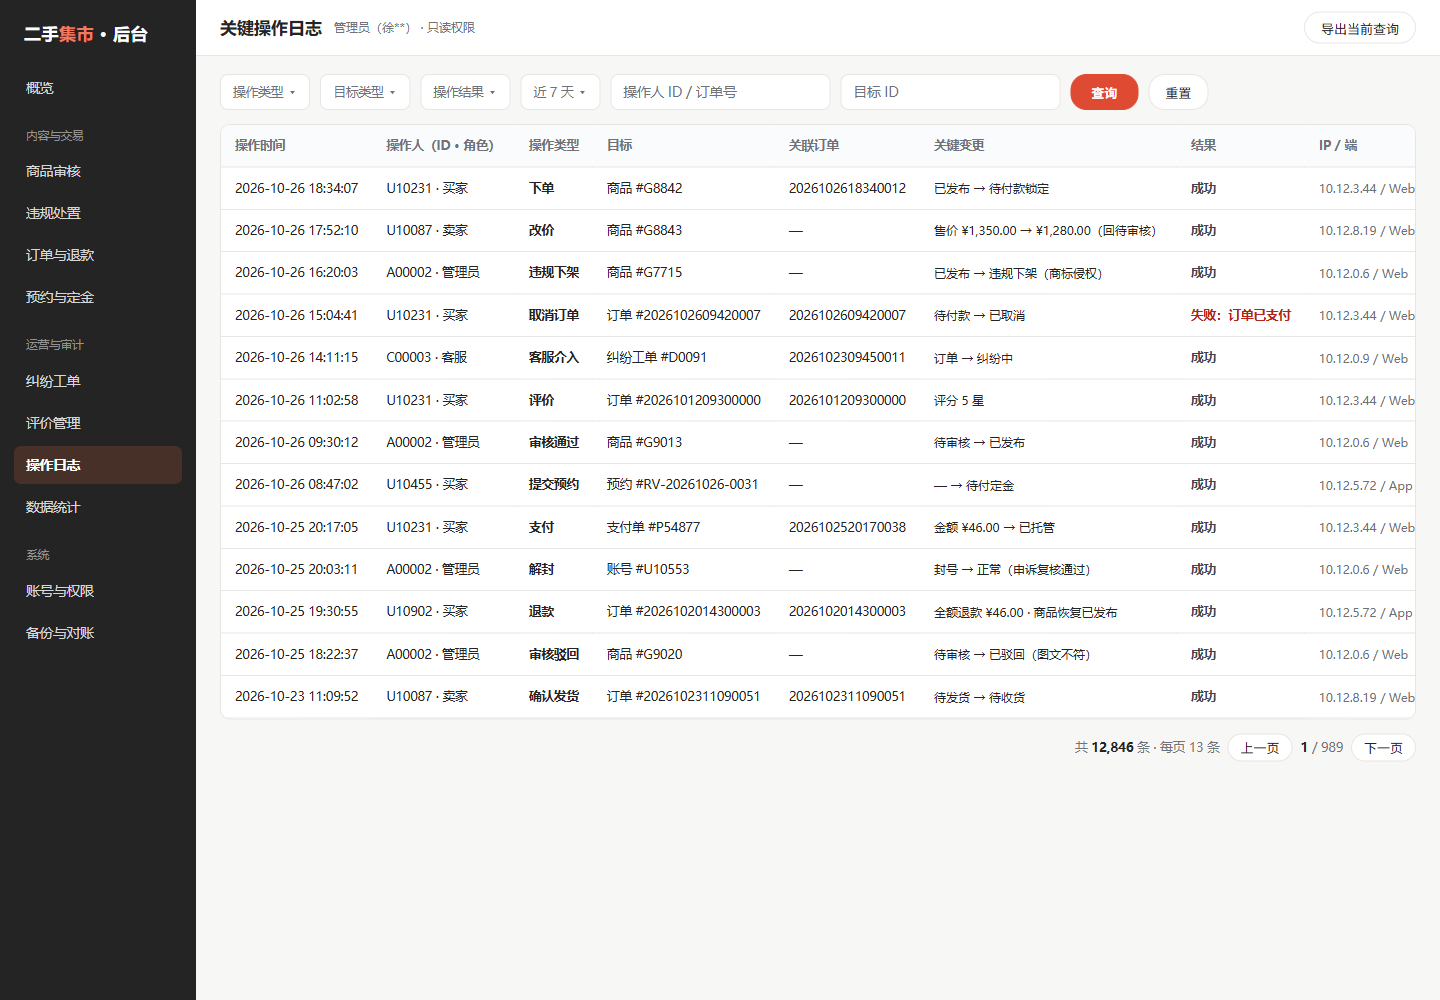 二手集市 · 后台
概览
内容与交易
商品审核
违规处置
订单与退款
预约与定金
运营与审计
纠纷工单
评价管理
操作日志
数据统计
系统
账号与权限
备份与对账
关键操作日志 管理员（徐**） · 只读权限 导出当前查询
操作类型 ▾ 目标类型 ▾ 操作结果 ▾ 近 7 天 ▾ 操作人 ID / 订单号 目标 ID 查询 重置
操作时间 操作人（ID · 角色） 操作类型 目标 关联订单 关键变更 结果 IP / 端
2026-10-26 18:34:07 U10231 · 买家 下单 商品 #G8842 2026102618340012 已发布 → 待付款锁定 成功 10.12.3.44 / Web
2026-10-26 17:52:10 U10087 · 卖家 改价 商品 #G8843 — 售价 ¥1,350.00 → ¥1,280.00（回待审核） 成功 10.12.8.19 / Web
2026-10-26 16:20:03 A00002 · 管理员 违规下架 商品 #G7715 — 已发布 → 违规下架（商标侵权） 成功 10.12.0.6 / Web
2026-10-26 15:04:41 U10231 · 买家 取消订单 订单 #2026102609420007 2026102609420007 待付款 → 已取消 失败：订单已支付 10.12.3.44 / Web
2026-10-26 14:11:15 C00003 · 客服 客服介入 纠纷工单 #D0091 2026102309450011 订单 → 纠纷中 成功 10.12.0.9 / Web
2026-10-26 11:02:58 U10231 · 买家 评价 订单 #2026101209300000 2026101209300000 评分 5 星 成功 10.12.3.44 / Web
2026-10-26 09:30:12 A00002 · 管理员 审核通过 商品 #G9013 — 待审核 → 已发布 成功 10.12.0.6 / Web
2026-10-26 08:47:02 U10455 · 买家 提交预约 预约 #RV-20261026-0031 — — → 待付定金 成功 10.12.5.72 / App
2026-10-25 20:17:05 U10231 · 买家 支付 支付单 #P54877 2026102520170038 金额 ¥46.00 → 已托管 成功 10.12.3.44 / Web
2026-10-25 20:03:11 A00002 · 管理员 解封 账号 #U10553 — 封号 → 正常（申诉复核通过） 成功 10.12.0.6 / Web
2026-10-25 19:30:55 U10902 · 买家 退款 订单 #2026102014300003 2026102014300003 全额退款 ¥46.00 · 商品恢复已发布 成功 10.12.5.72 / App
2026-10-25 18:22:37 A00002 · 管理员 审核驳回 商品 #G9020 — 待审核 → 已驳回（图文不符） 成功 10.12.0.6 / Web
2026-10-23 11:09:52 U10087 · 卖家 确认发货 订单 #2026102311090051 2026102311090051 待发货 → 待收货 成功 10.12.8.19 / Web
共 12,846 条 · 每页 13 条 上一页 1 / 989 下一页